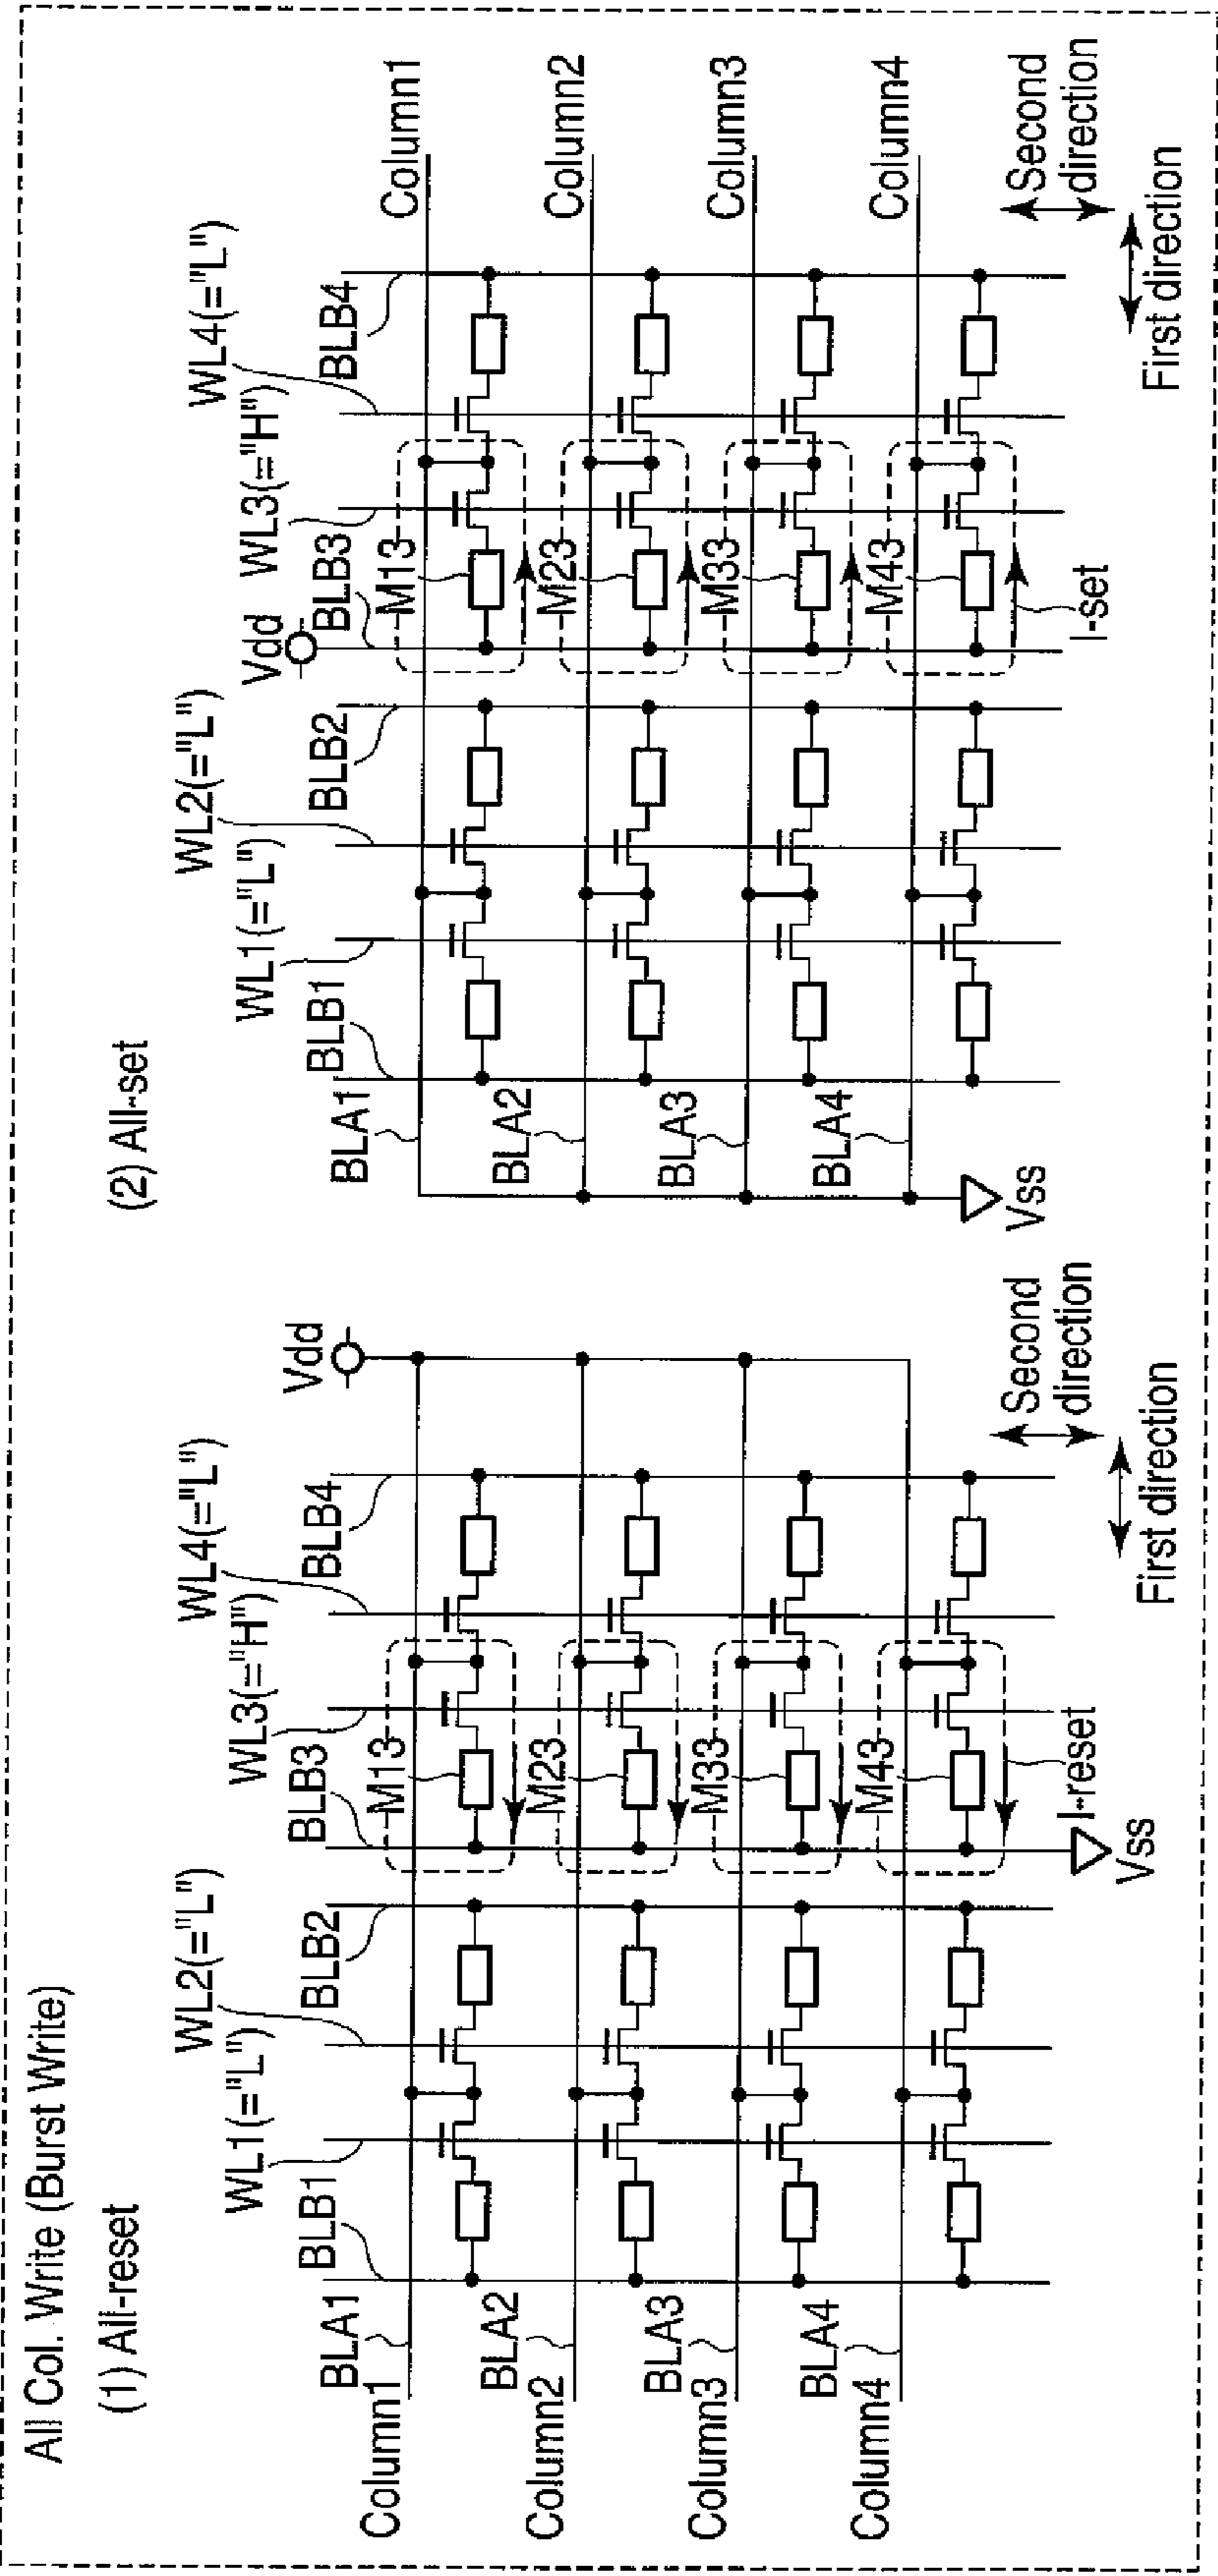 All Col. Write (Burst Write)
(1) All-reset
WL1(="L")
WL2(="L")
WL3(="H")
WL4(="L")
BLB1
BLB2
BLB3
BLB4
Vdd
BLA1
Column1
M13
BLA2
Column2
M23
BLA3
Column3
M33
BLA4
Column4
M43
I-reset
Vss
Second direction
First direction
(2) All-set
WL1(="L")
WL2(="L")
WL3(="H")
WL4(="L")
BLB1
BLB2
Vdd
BLB3
BLB4
BLA1
M13
Column1
BLA2
M23
Column2
BLA3
M33
Column3
BLA4
M43
Column4
I-set
Vss
Second direction
First direction